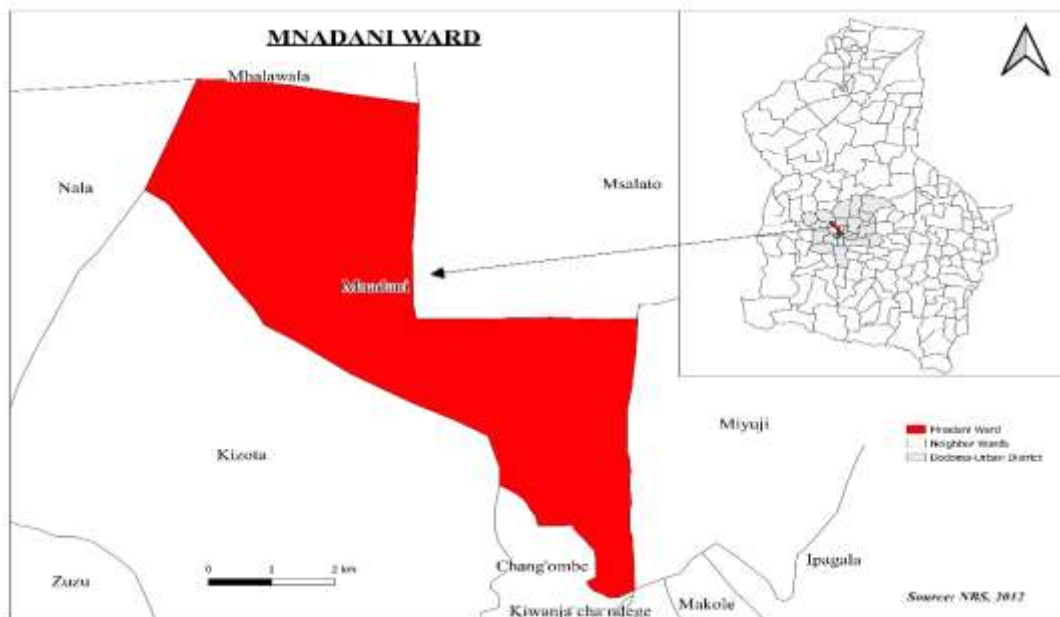 MNADANI WARD
Mbalawala
Nala
Msalato
Mnadani
Miyuji
Kizota
Mnadani Ward
Neighbor Wards
Dodoma-Urban District
Chang'ombe
Ipagala
Zuzu
0 1 2 km
Kiwanja cha ndege
Makole
Source: NBS, 2012